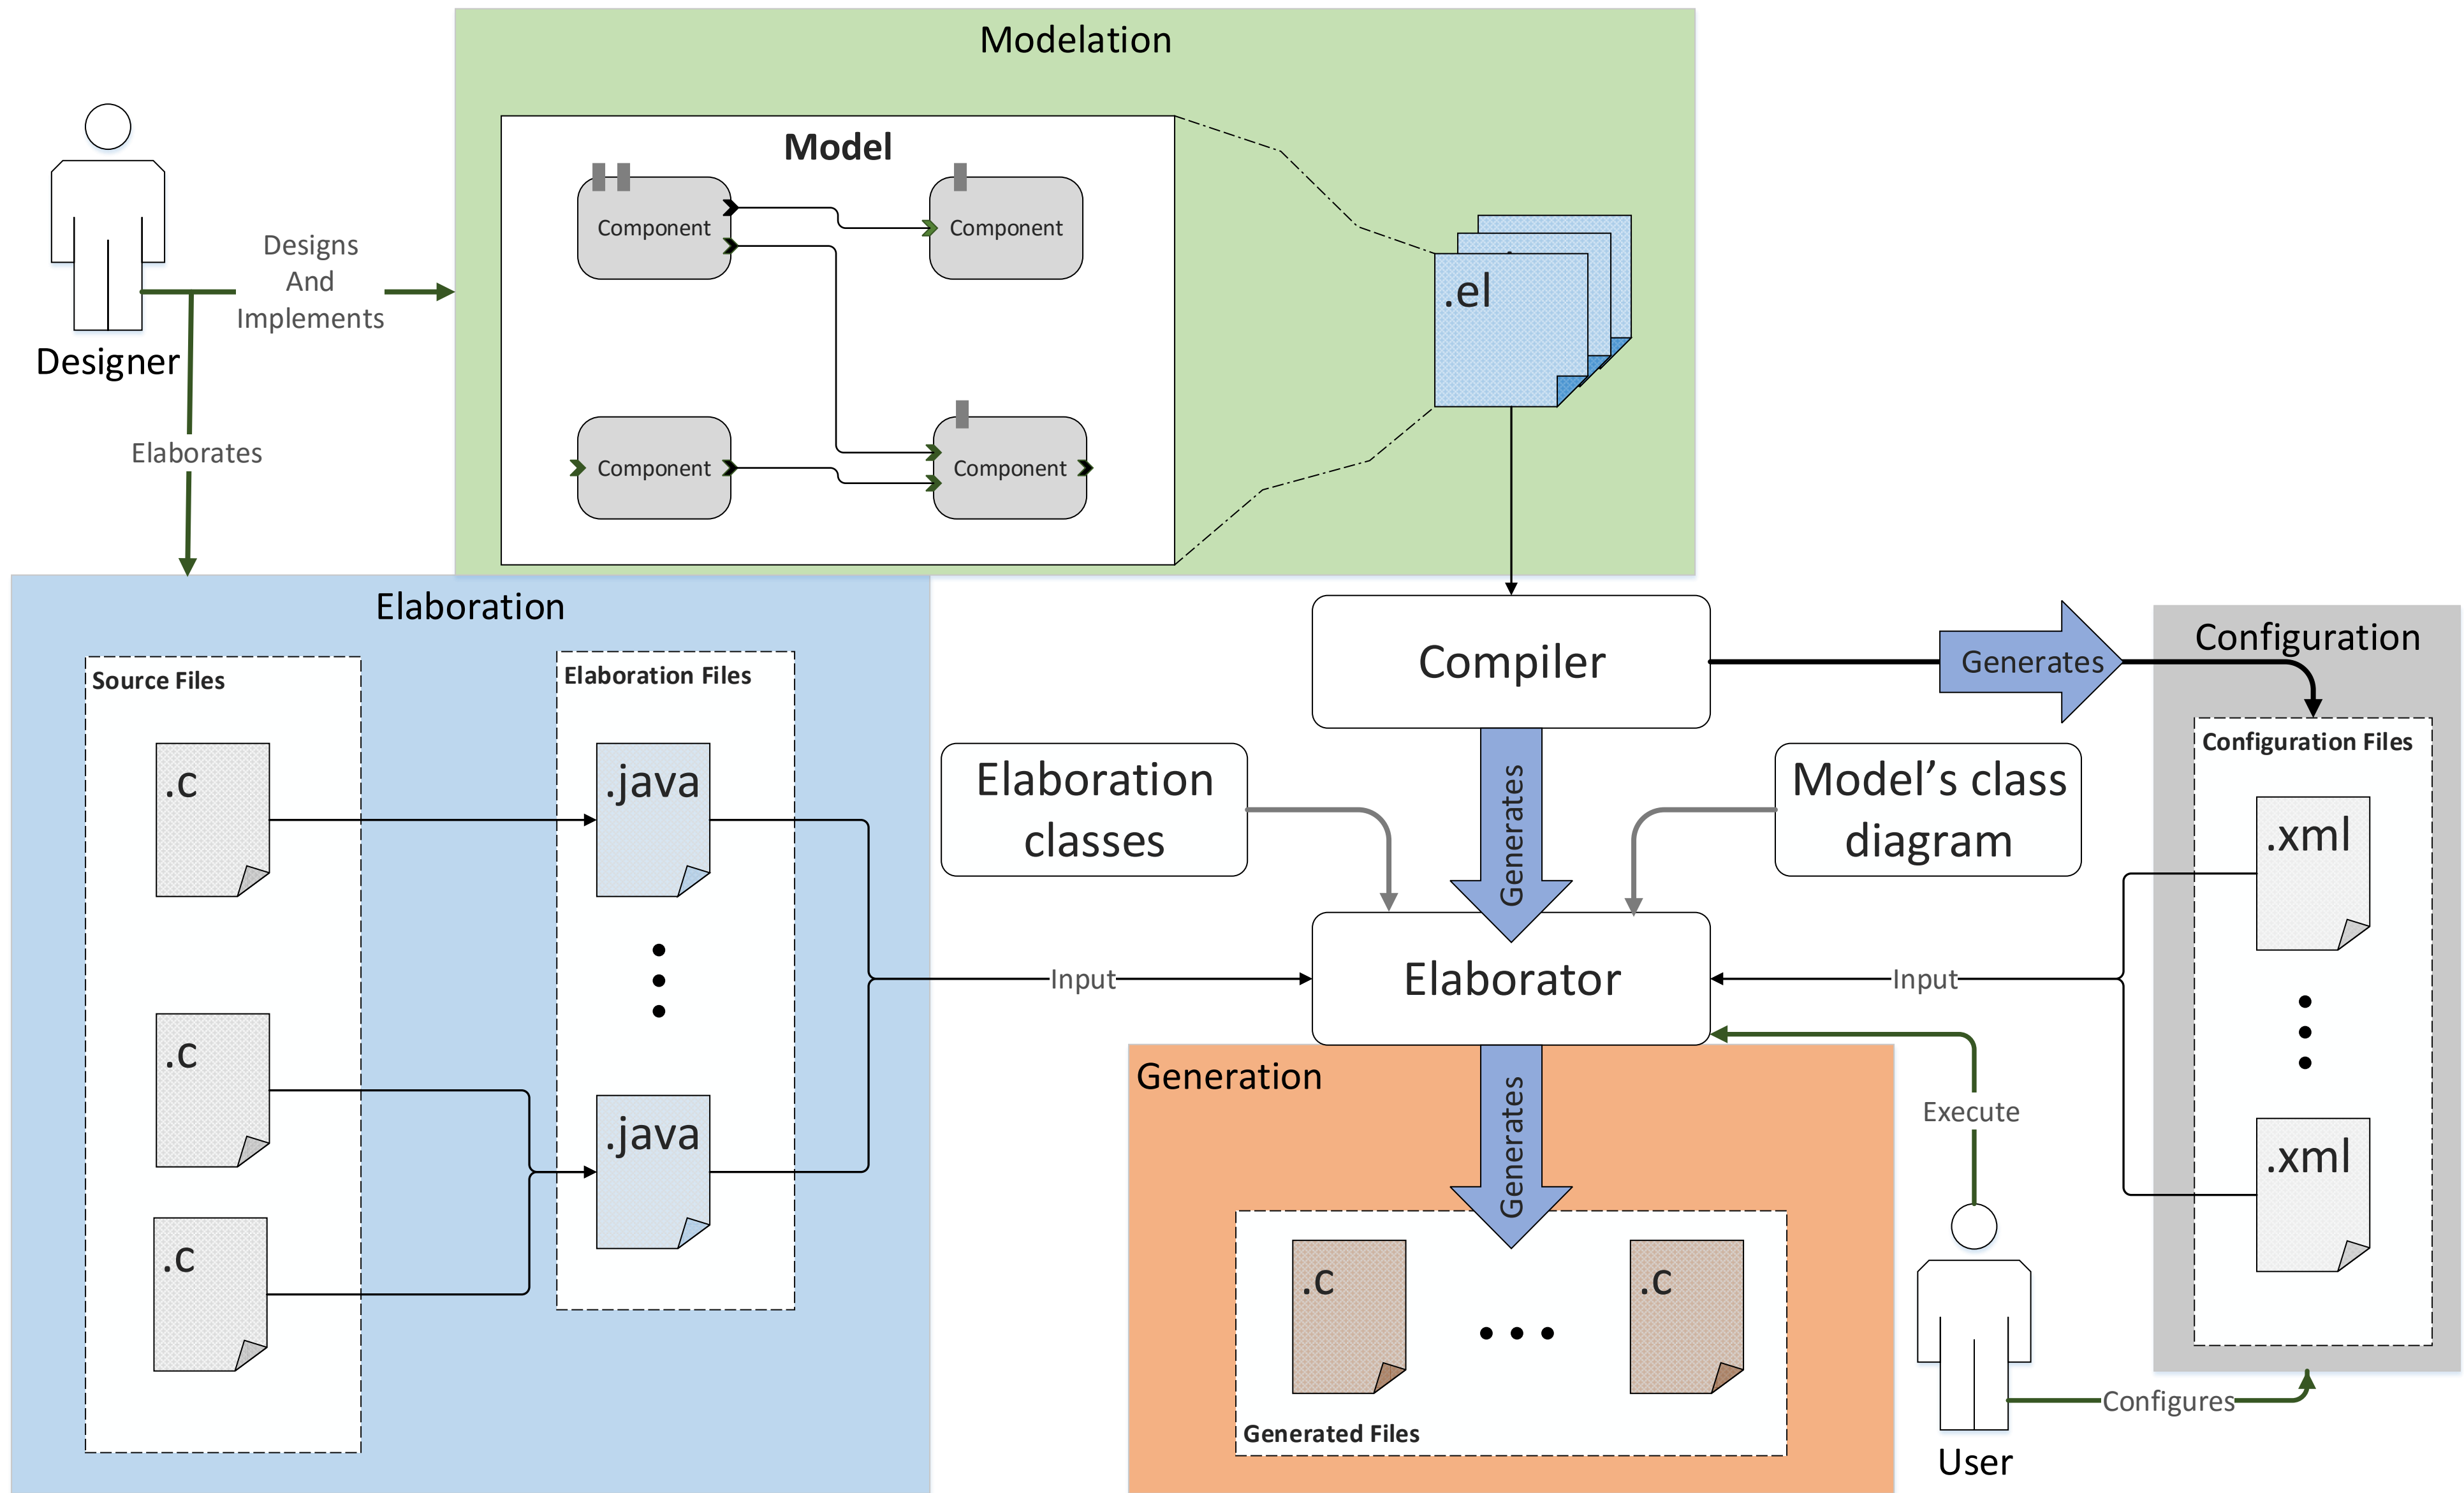 Modelation
Model
Component
Component
Component
Component
.el
Designs
And
Implements
Designer
Elaborates
Elaboration
Source Files
.c
.c
.c
Elaboration Files
.java
.java
Compiler
Generates
Configuration
Configuration Files
.xml
.xml
Elaboration
classes
Generates
Model’s class
diagram
Input
Elaborator
Input
Generation
Generates
Execute
.c
.c
Generated Files
Configures
User